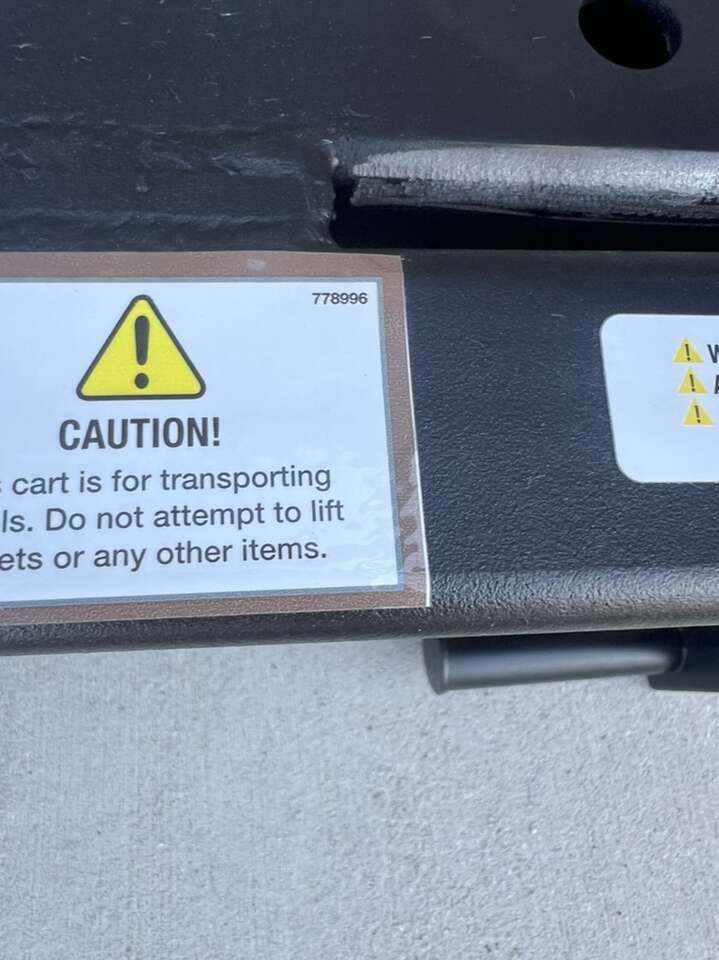 778996
CAUTION!
s cart is for transporting
ls. Do not attempt to lift
ets or any other items.
W
A